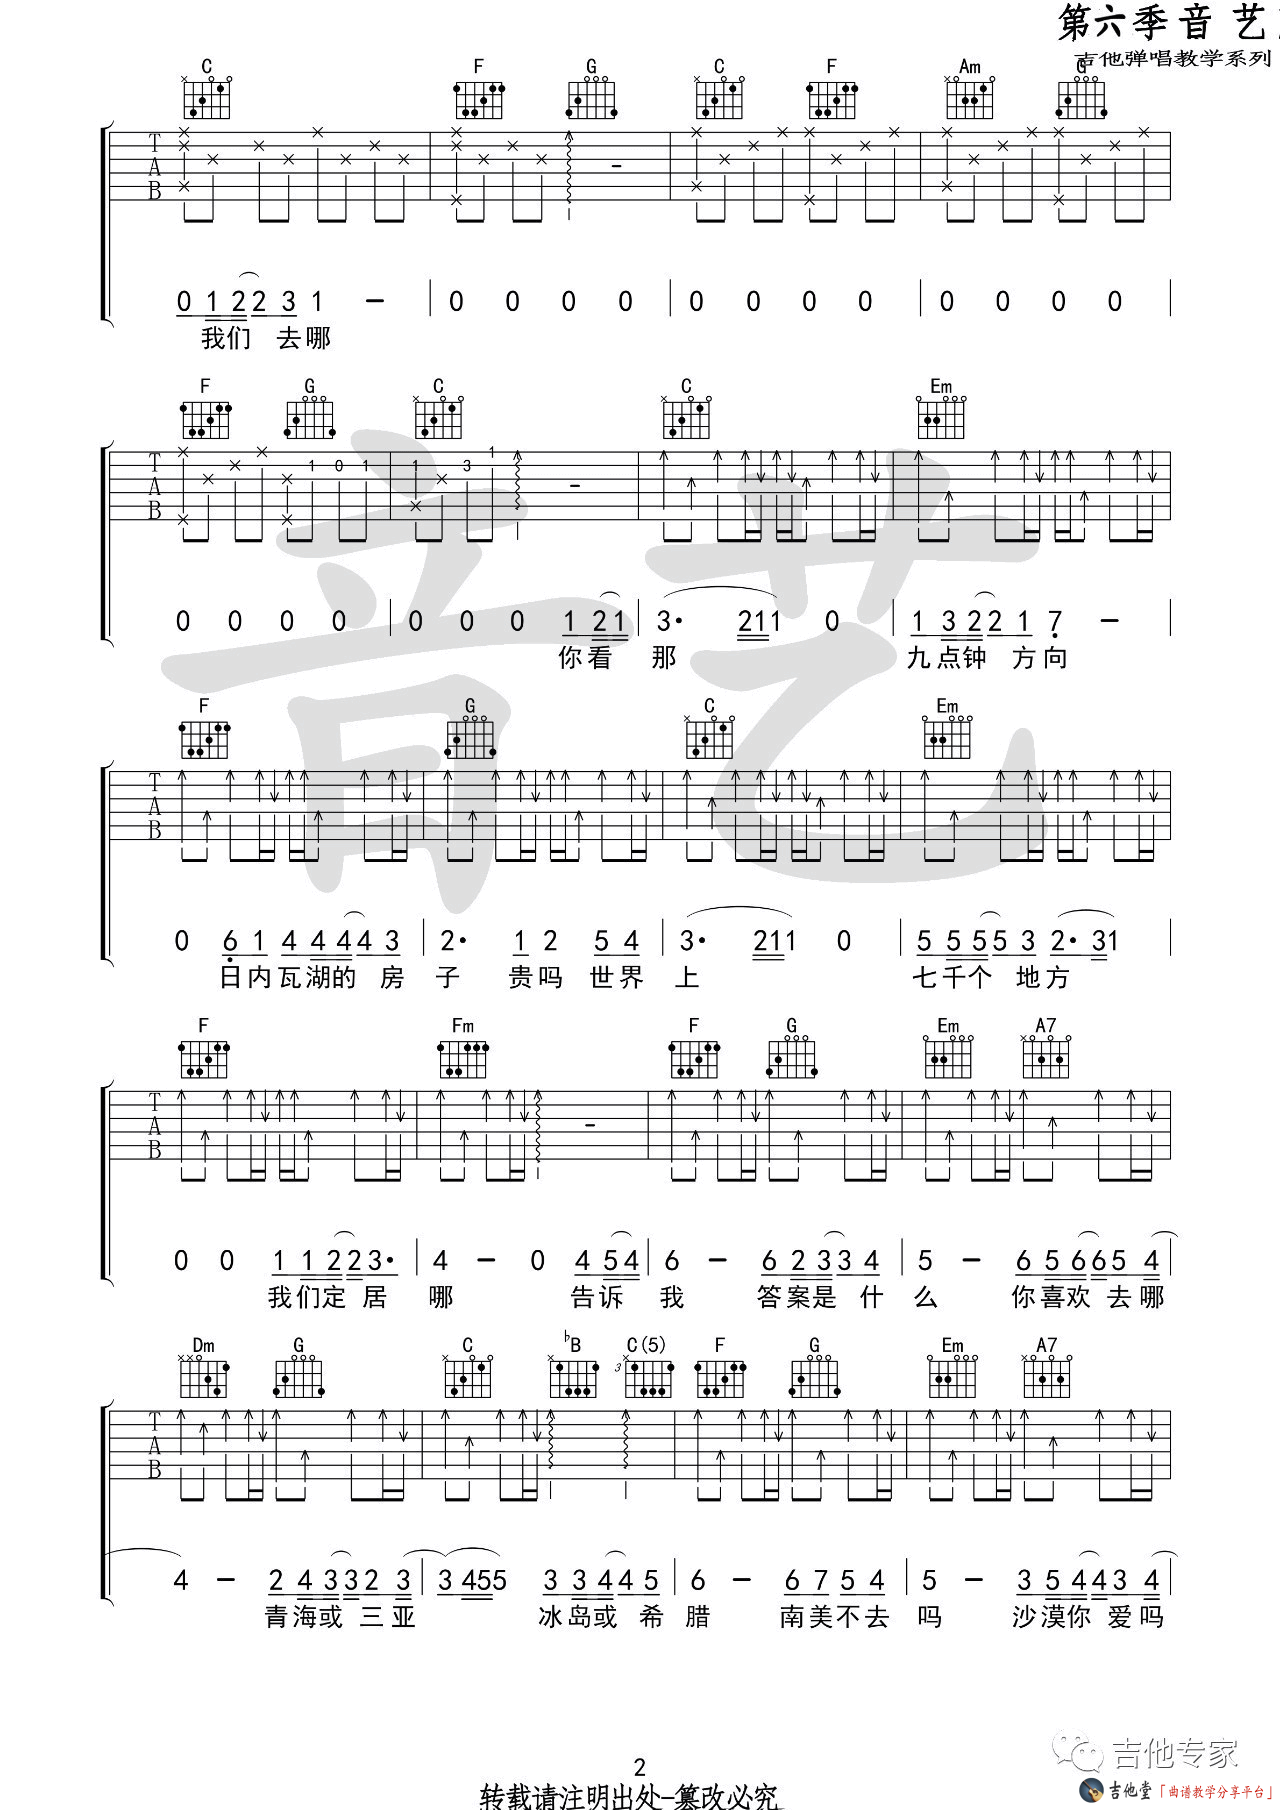 第六季音 艺
吉他弹唱教学系列
C F G C F Am G
T
A
B
0 1 2 2 3 1 – | 0 0 0 0 | 0 0 0 0 | 0 0 0 0 |
我们 去哪
F G C C Em
T
A
B
1 0 1 1 3 1
0 0 0 0 | 0 0 0 1 2 1 | 3· 2 1 1 1 0 | 1 3 2 2 1 7 – |
你看 那 九点钟 方向
音艺
F G C Em
T
A
B
0 6 1 4 4 4 4 3 | 2· 1 2 5 4 | 3· 2 1 1 1 0 | 5 5 5 5 3 2· 3 1 |
日内瓦湖的 房 子 贵吗 世界 上 七千个 地方
F Fm F G Em A7
T
A
B
0 0 1 1 2 2 3· | 4 – 0 4 5 4 | 6 – 6 2 3 3 4 | 5 – 6 5 6 6 5 4 |
我们定 居 哪 告诉 我 答案是 什 么 你喜欢 去哪
Dm G C ♭B C(5) F G Em A7
3
T
A
B
4 – 2 4 3 3 2 3 | 3 4 5 5 5 3 3 4 4 5 | 6 – 6 7 5 4 | 5 – 3 5 4 4 3 4 |
青海或 三亚 冰岛或 希 腊 南美不去 吗 沙漠你 爱吗
2
转载请注明出处-篡改必究
吉他专家
吉他堂「曲谱教学分享平台」